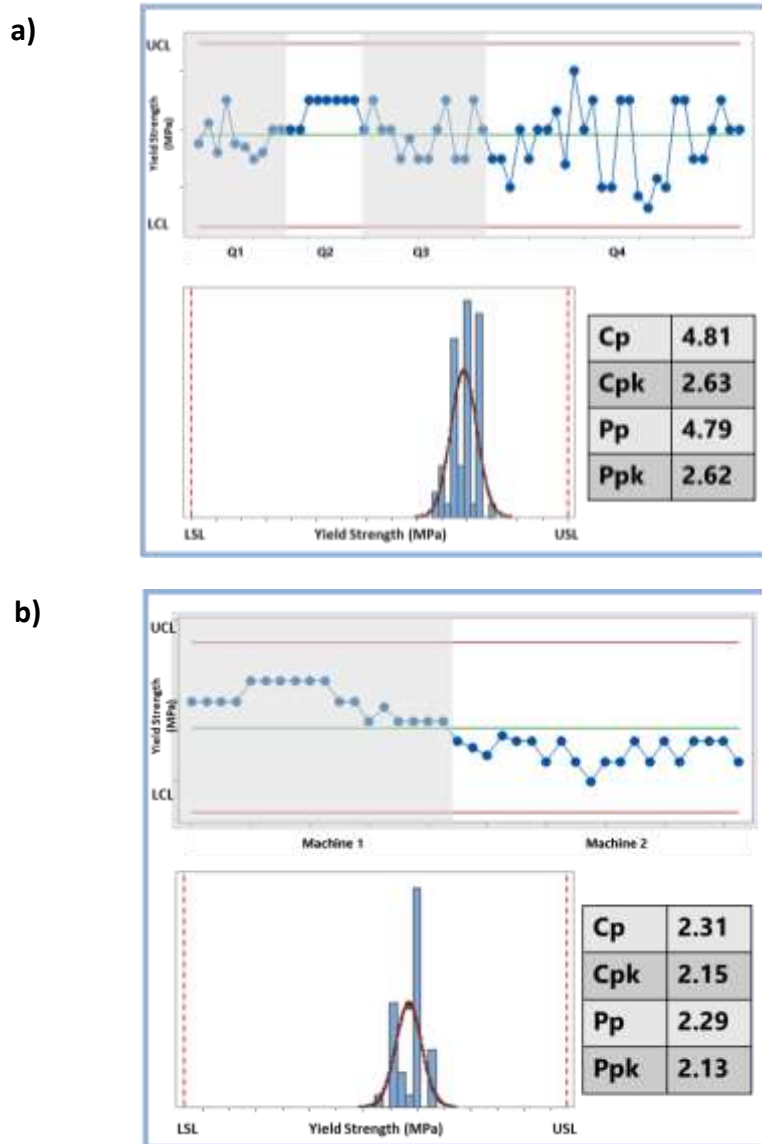 a)
UCL
Yield Strength
(MPa)
LCL
Q1 Q2 Q3 Q4
Cp 4.81
Cpk 2.63
Pp 4.79
Ppk 2.62
LSL Yield Strength (MPa) USL
b)
UCL
Yield Strength
(MPa)
LCL
Machine 1 Machine 2
Cp 2.31
Cpk 2.15
Pp 2.29
Ppk 2.13
LSL Yield Strength (MPa) USL